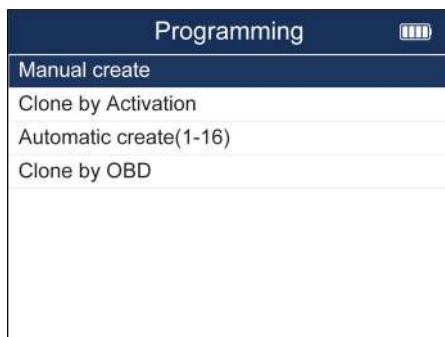 Programming
Manual create
Clone by Activation
Automatic create(1-16)
Clone by OBD